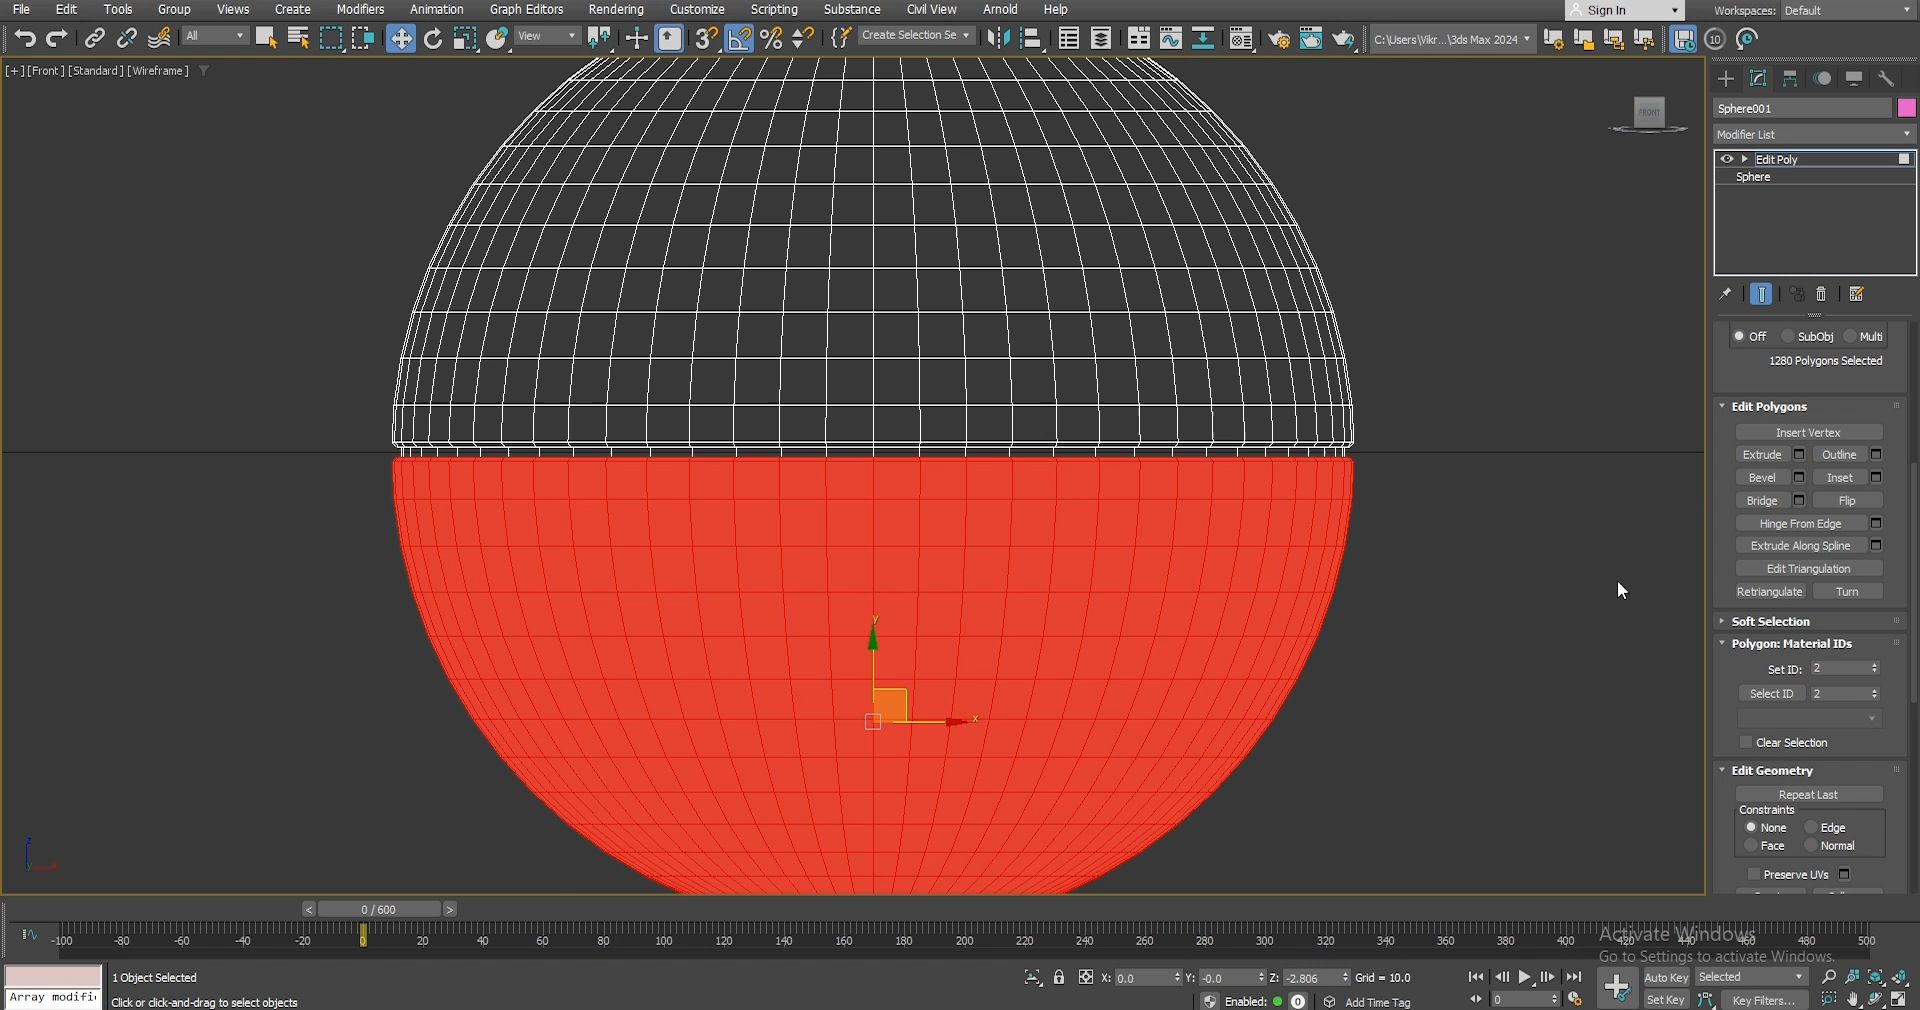 File Edit Tools Group Views Create Modifiers Animation Graph Editors Rendering Customize Scripting Substance Civil View Arnold Help Sign In Workspaces: Default
All View Create Selection Se C:\Users\Vikr...\3ds Max 2024 10
[+] [Front] [Standard] [Wireframe]
FRONT
Sphere001
Modifier List
Edit Poly
Sphere
Off SubObj Multi
1280 Polygons Selected
Edit Polygons
Insert Vertex
Extrude Outline
Bevel Inset
Bridge Flip
Hinge From Edge
Extrude Along Spline
Edit Triangulation
Retriangulate Turn
Soft Selection
Polygon: Material IDs
Set ID: 2
Select ID 2
Clear Selection
Edit Geometry
Repeat Last
Constraints
None Edge
Face Normal
Preserve UVs
y
x
z
< 0 / 600 >
-100 -80 -60 -40 -20 0 20 40 60 80 100 120 140 160 180 200 220 240 260 280 300 320 340 360 380 400 420 440 460 480 500
Activate Windows
Go to Settings to activate Windows.
1 Object Selected X: 0.0 Y: -0.0 Z: -2.806 Grid = 10.0 Auto Key Selected
Array modifi Click or click-and-drag to select objects Enabled: 0 Add Time Tag 0 Set Key Key Filters...